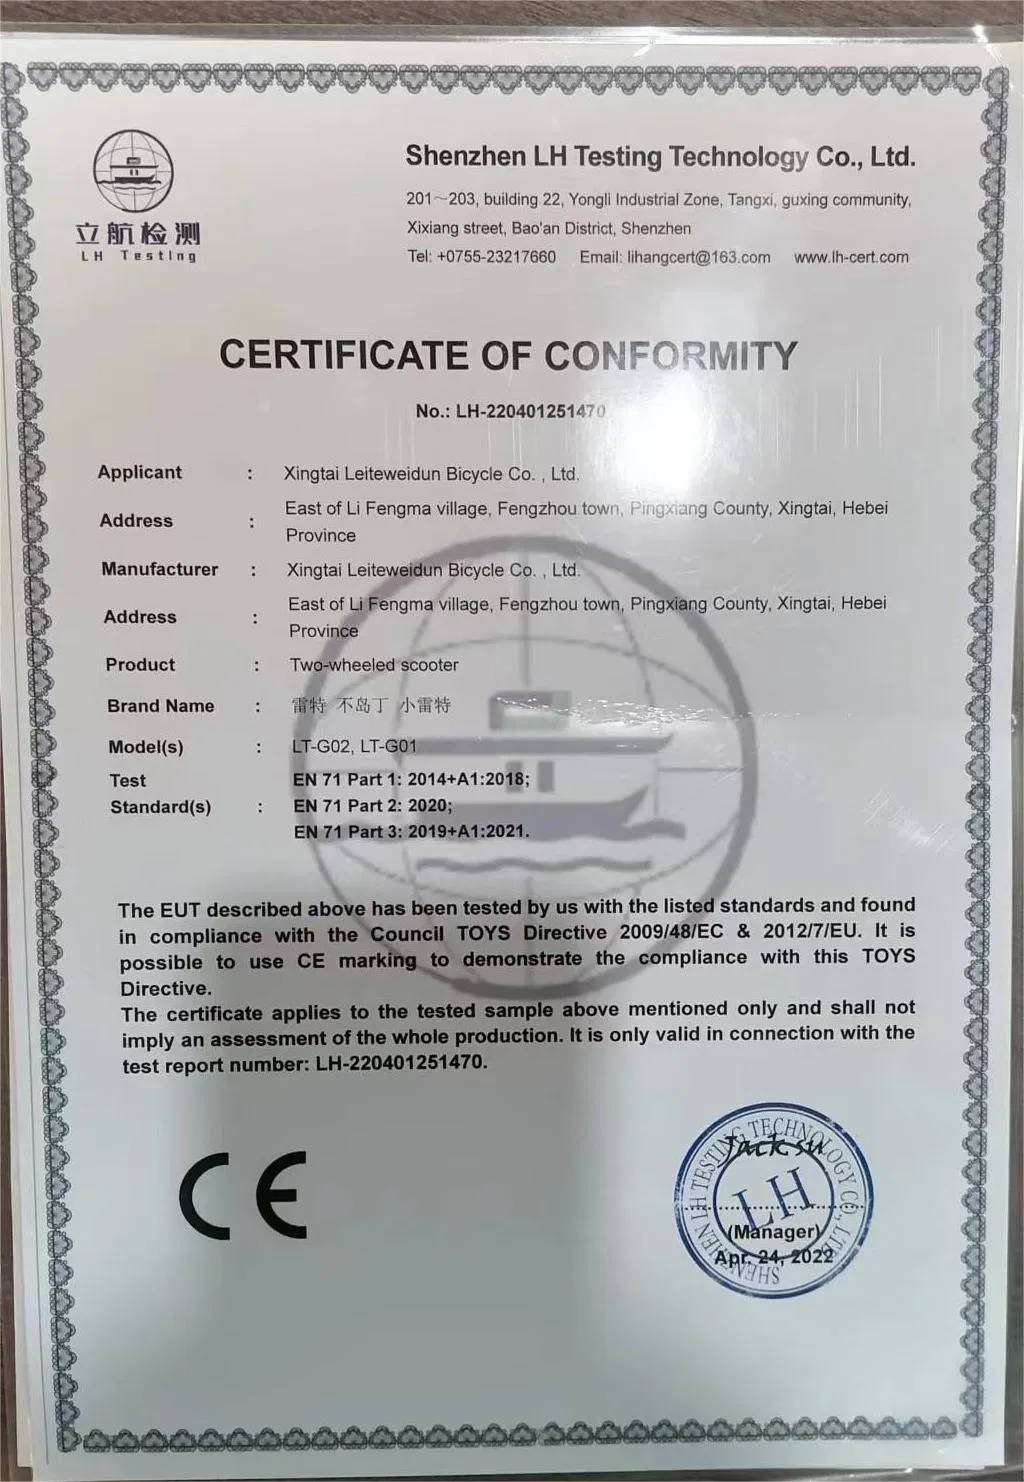 立航检测
LH Testing
Shenzhen LH Testing Technology Co., Ltd.
201～203, building 22, Yongli Industrial Zone, Tangxi, guxing community,
Xixiang street, Bao'an District, Shenzhen
Tel: +0755-23217660 Email: lihangcert@163.com www.lh-cert.com
CERTIFICATE OF CONFORMITY
No.: LH-220401251470
Applicant : Xingtai Leiteweidun Bicycle Co. , Ltd.
Address : East of Li Fengma village, Fengzhou town, Pingxiang County, Xingtai, Hebei
Province
Manufacturer : Xingtai Leiteweidun Bicycle Co. , Ltd.
Address : East of Li Fengma village, Fengzhou town, Pingxiang County, Xingtai, Hebei
Province
Product : Two-wheeled scooter
Brand Name : 雷特 不岛丁 小雷特
Model(s) : LT-G02, LT-G01
Test EN 71 Part 1: 2014+A1:2018;
Standard(s) : EN 71 Part 2: 2020;
EN 71 Part 3: 2019+A1:2021.
The EUT described above has been tested by us with the listed standards and found
in compliance with the Council TOYS Directive 2009/48/EC & 2012/7/EU. It is
possible to use CE marking to demonstrate the compliance with this TOYS
Directive.
The certificate applies to the tested sample above mentioned only and shall not
imply an assessment of the whole production. It is only valid in connection with the
test report number: LH-220401251470.
CE
SHENZHEN LH TESTING TECHNOLOGY CO., LTD
Jack su
LH
(Manager)
Apr. 24, 2022